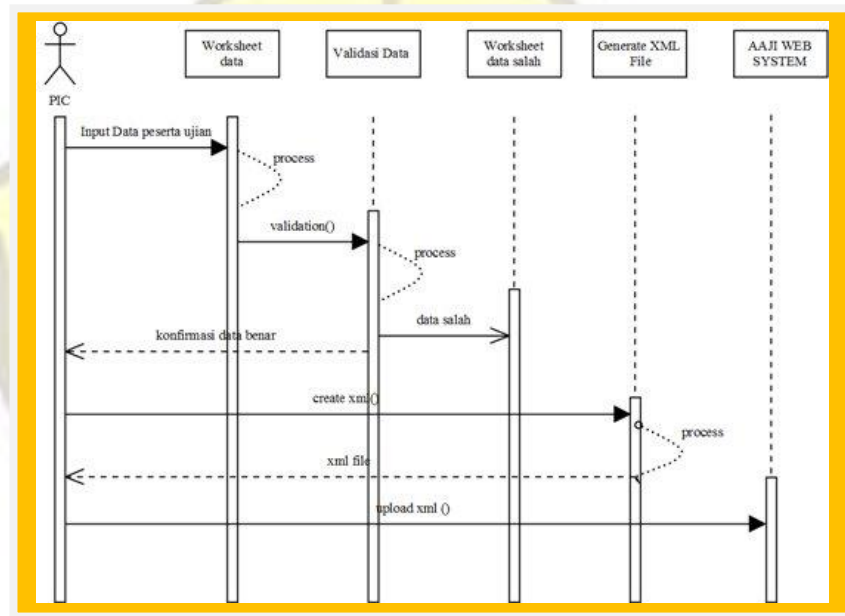 Worksheet
data
Validasi Data
Worksheet
data salah
Generate XML
File
AAJI WEB
SYSTEM
PIC
Input Data peserta ujian
process
validation()
process
data salah
konfirmasi data benar
create xml()
process
xml file
upload xml ()